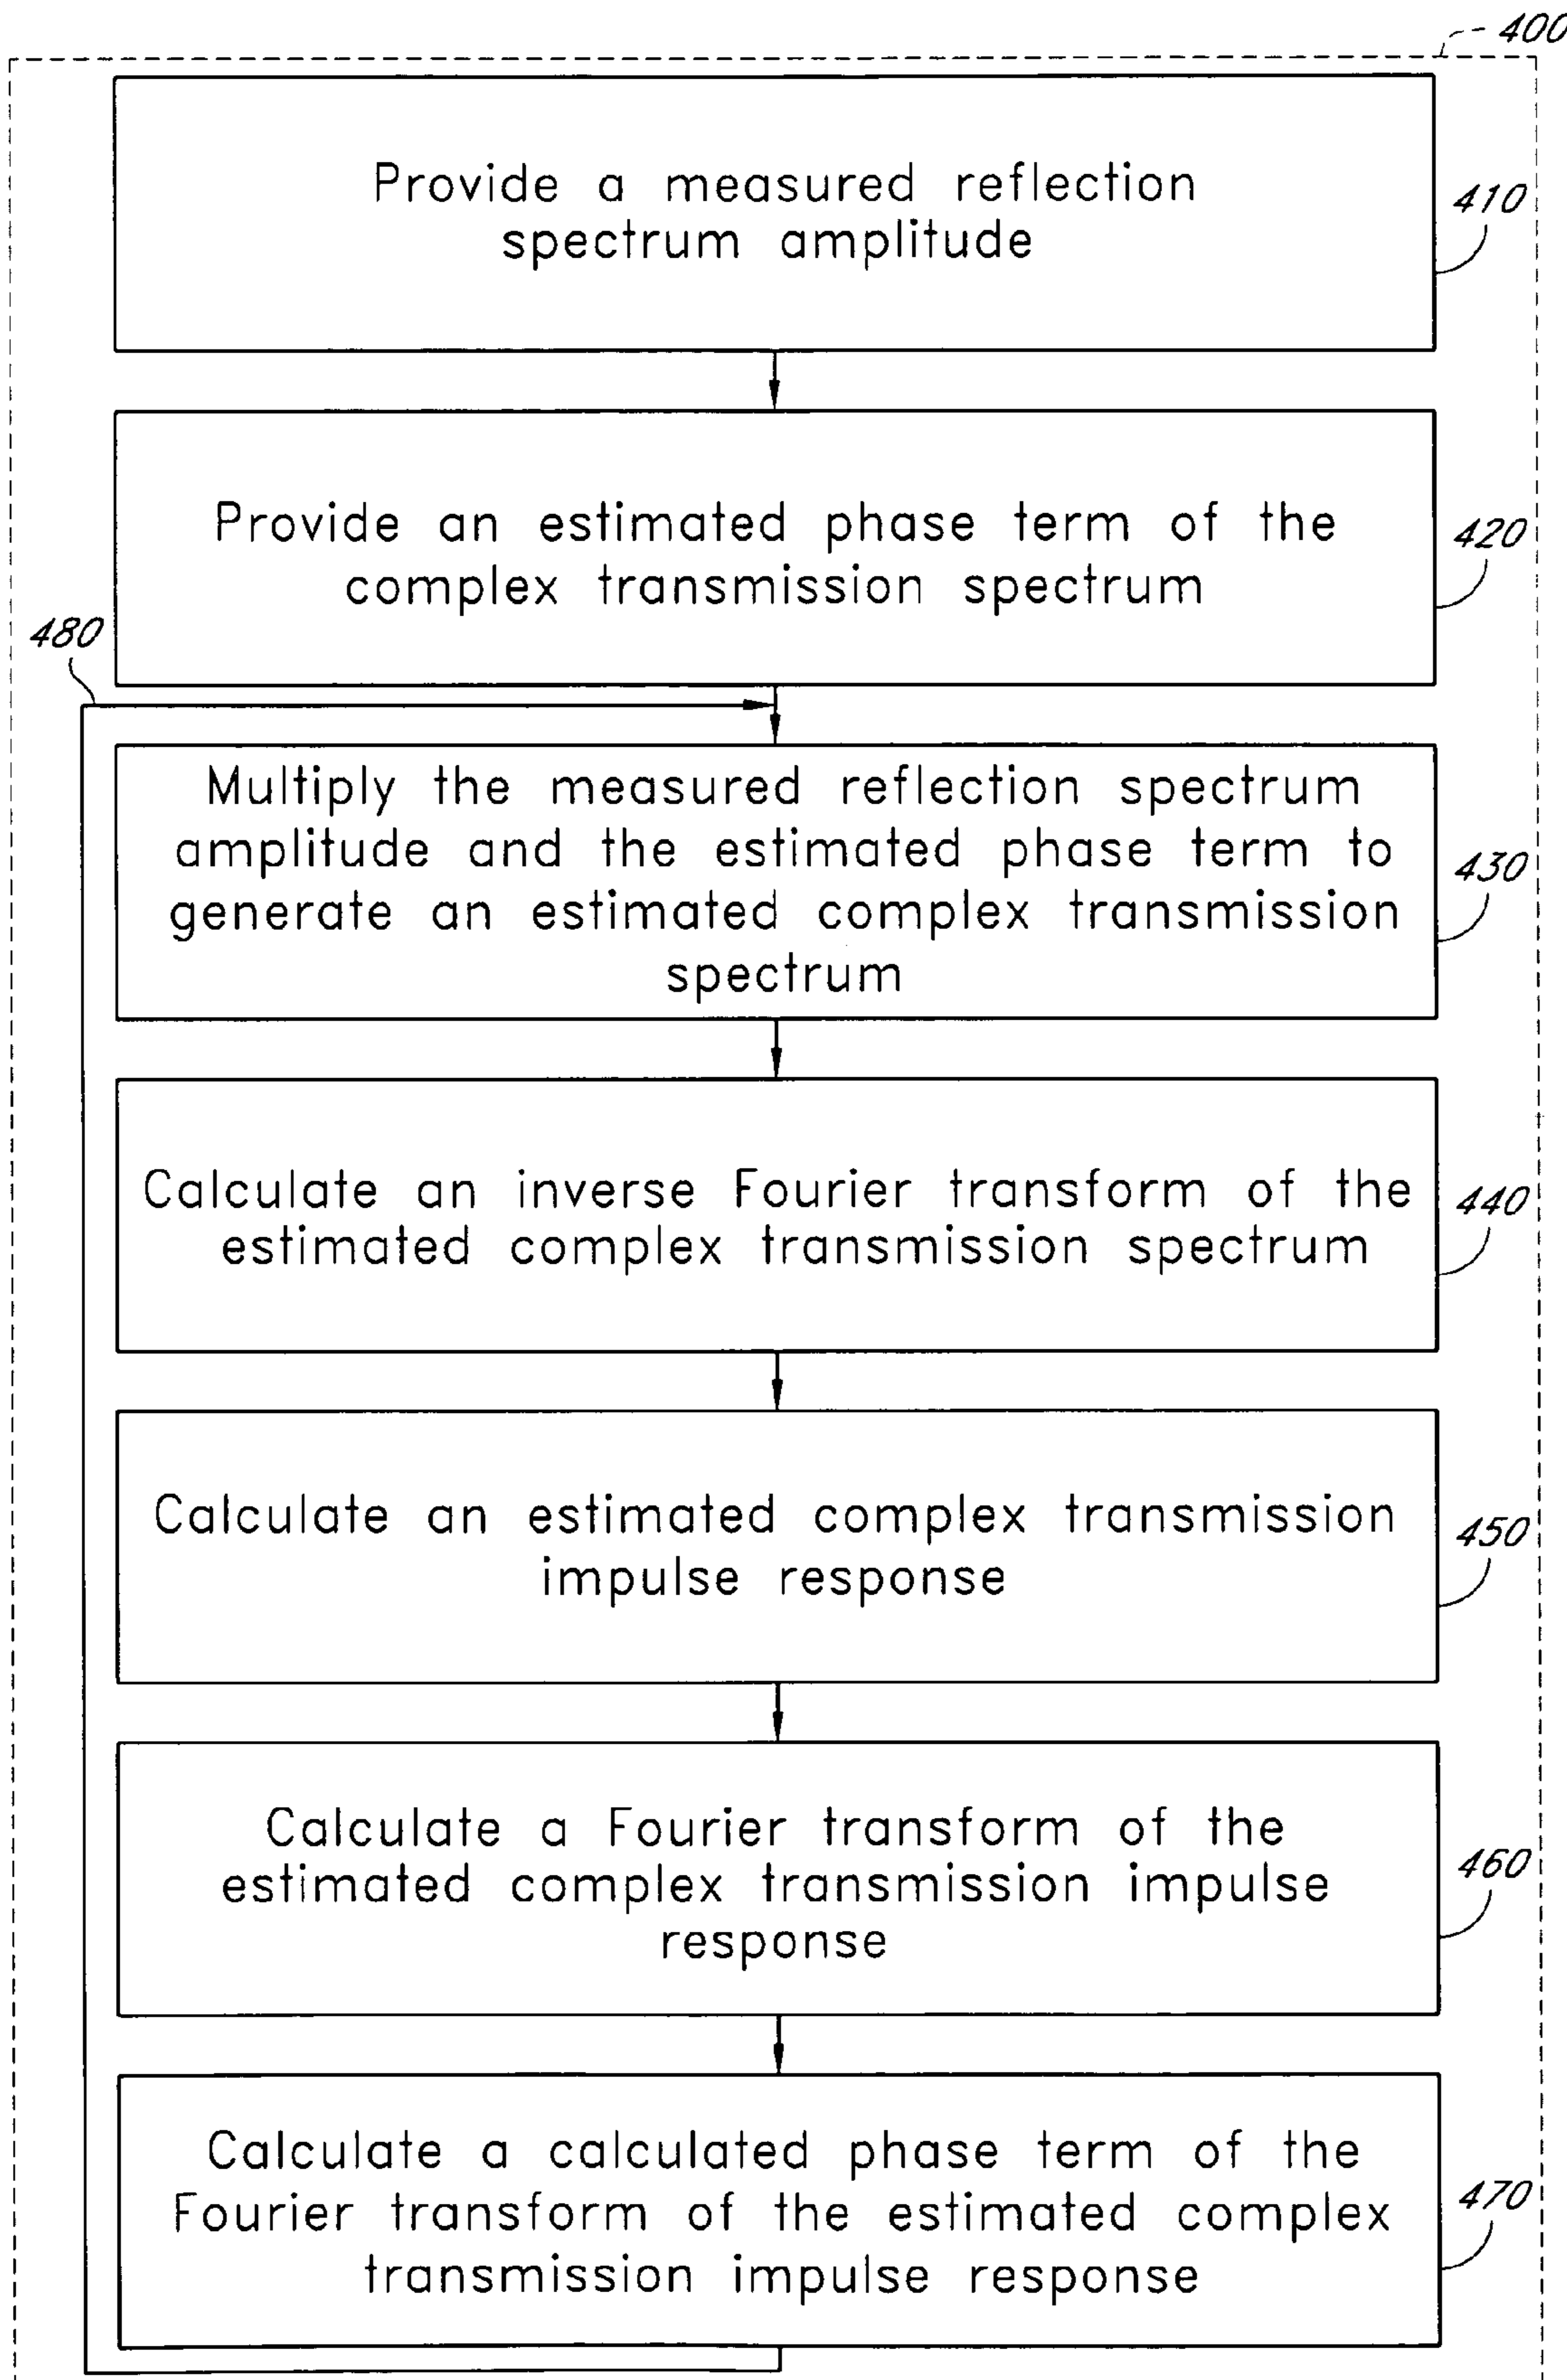 400
Provide a measured reflection
spectrum amplitude
410
Provide an estimated phase term of the
complex transmission spectrum
420
480
Multiply the measured reflection spectrum
amplitude and the estimated phase term to
generate an estimated complex transmission
spectrum
430
Calculate an inverse Fourier transform of the
estimated complex transmission spectrum
440
Calculate an estimated complex transmission
impulse response
450
Calculate a Fourier transform of the
estimated complex transmission impulse
response
460
Calculate a calculated phase term of the
Fourier transform of the estimated complex
transmission impulse response
470